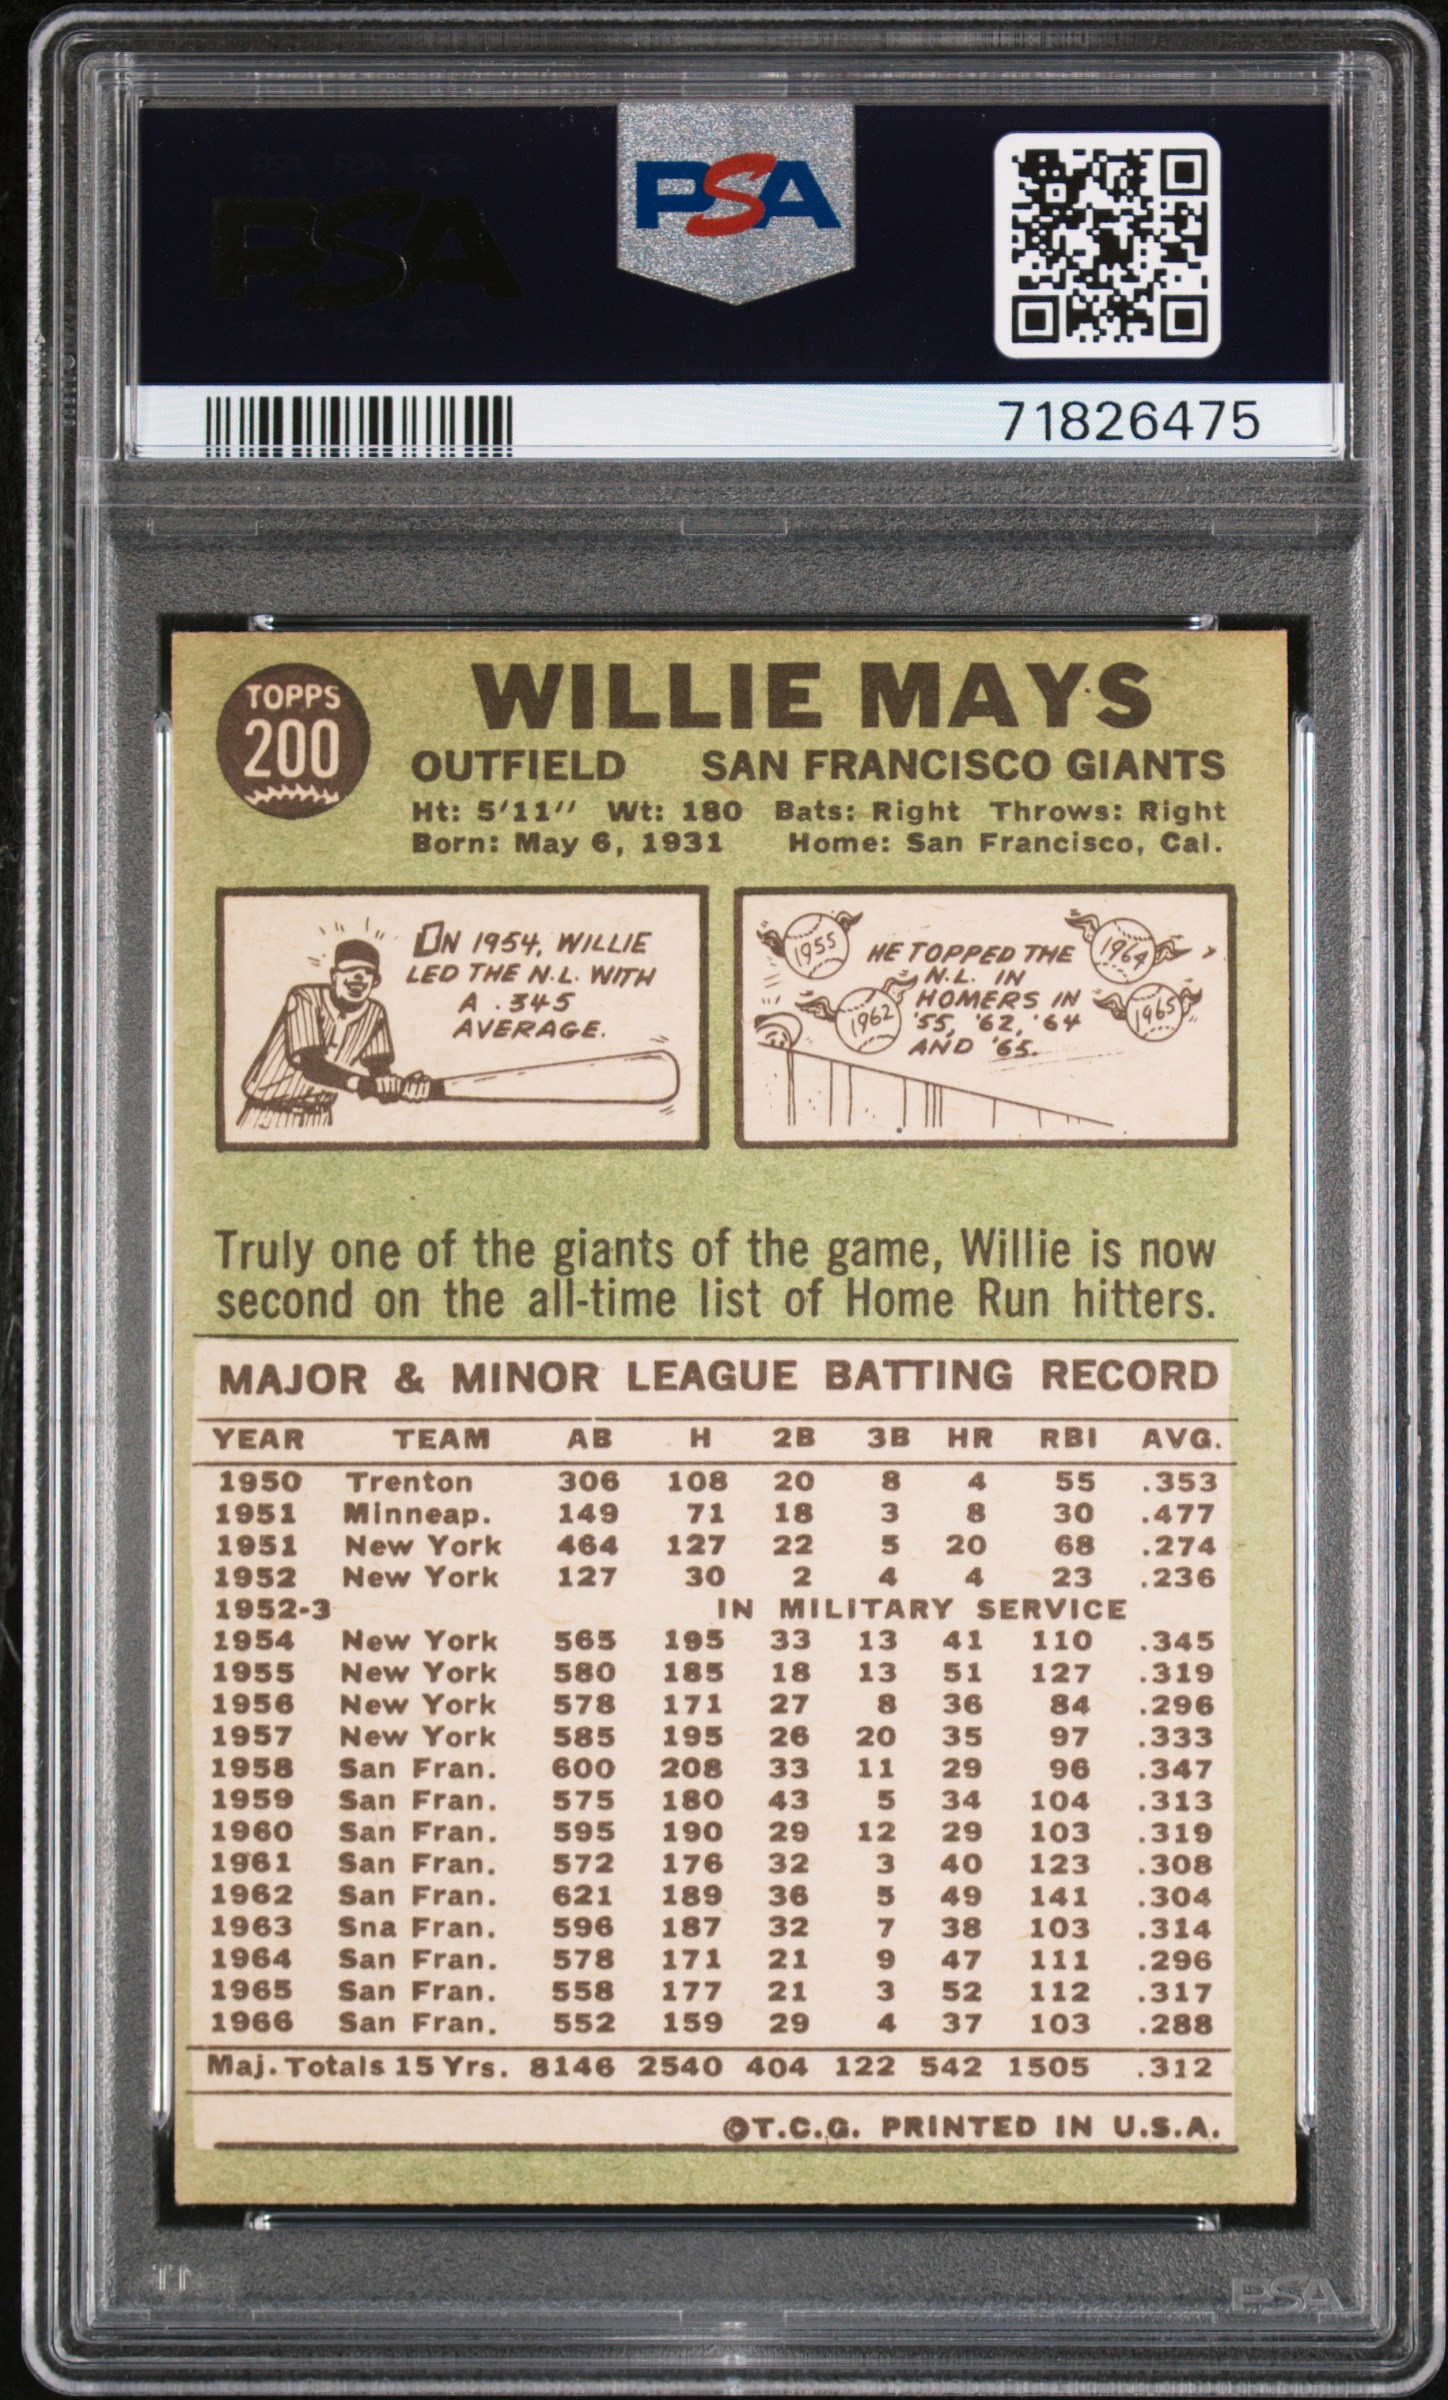 PSA
PSA
71826475
TOPPS
200
WILLIE MAYS
OUTFIELD SAN FRANCISCO GIANTS
Ht: 5'11" Wt: 180 Bats: Right Throws: Right
Born: May 6, 1931 Home: San Francisco, Cal.
ON 1954, WILLIE
LED THE N.L. WITH
A .345
AVERAGE.
1955
1964
1962
1965
HE TOPPED THE
N.L. IN
HOMERS IN
'55, '62, '64
AND '65.
Truly one of the giants of the game, Willie is now
second on the all-time list of Home Run hitters.
MAJOR & MINOR LEAGUE BATTING RECORD
YEAR TEAM AB H 2B 3B HR RBI AVG.
1950 Trenton 306 108 20 8 4 55 .353
1951 Minneap. 149 71 18 3 8 30 .477
1951 New York 464 127 22 5 20 68 .274
1952 New York 127 30 2 4 4 23 .236
1952-3 IN MILITARY SERVICE
1954 New York 565 195 33 13 41 110 .345
1955 New York 580 185 18 13 51 127 .319
1956 New York 578 171 27 8 36 84 .296
1957 New York 585 195 26 20 35 97 .333
1958 San Fran. 600 208 33 11 29 96 .347
1959 San Fran. 575 180 43 5 34 104 .313
1960 San Fran. 595 190 29 12 29 103 .319
1961 San Fran. 572 176 32 3 40 123 .308
1962 San Fran. 621 189 36 5 49 141 .304
1963 Sna Fran. 596 187 32 7 38 103 .314
1964 San Fran. 578 171 21 9 47 111 .296
1965 San Fran. 558 177 21 3 52 112 .317
1966 San Fran. 552 159 29 4 37 103 .288
Maj. Totals 15 Yrs. 8146 2540 404 122 542 1505 .312
©T.C.G. PRINTED IN U.S.A.
PSA